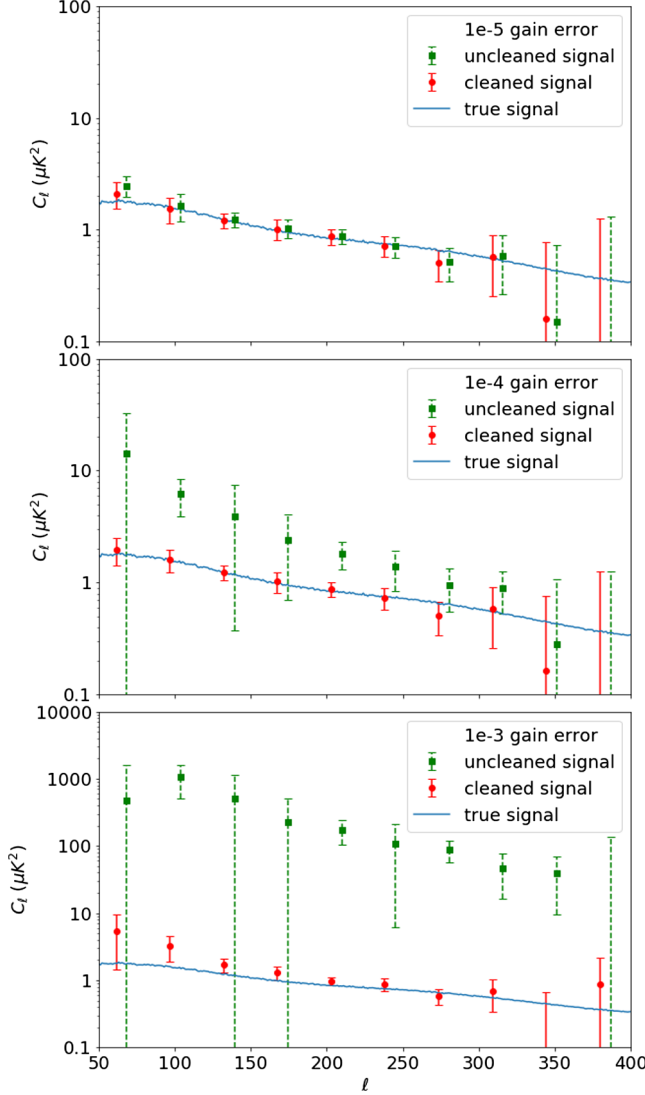 100
10
1
0.1
Cℓ (μK²)
1e-5 gain error
uncleaned signal
cleaned signal
true signal
100
10
1
0.1
Cℓ (μK²)
1e-4 gain error
uncleaned signal
cleaned signal
true signal
10000
1000
100
10
1
0.1
Cℓ (μK²)
1e-3 gain error
uncleaned signal
cleaned signal
true signal
50 100 150 200 250 300 350 400
ℓ